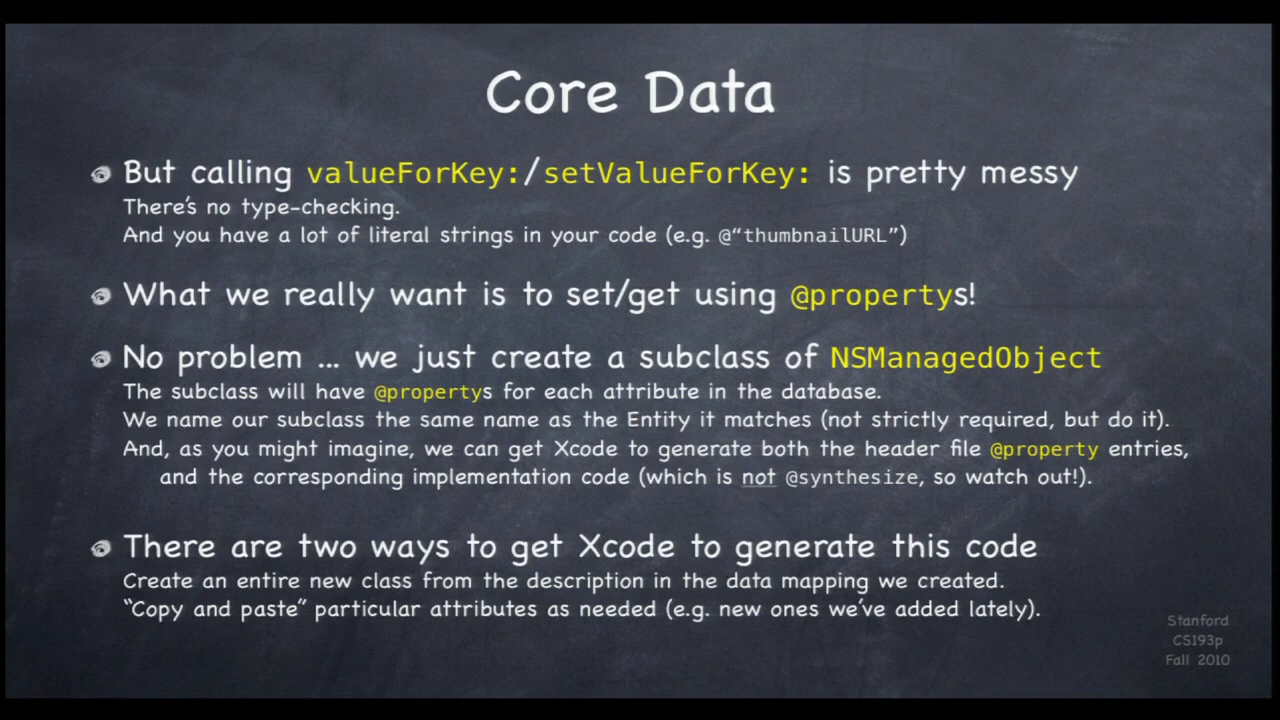 Core Data
But calling valueForKey:/setValueForKey: is pretty messy
There's no type-checking.
And you have a lot of literal strings in your code (e.g. @“thumbnailURL”)
What we really want is to set/get using @propertys!
No problem ... we just create a subclass of NSManagedObject
The subclass will have @propertys for each attribute in the database.
We name our subclass the same name as the Entity it matches (not strictly required, but do it).
And, as you might imagine, we can get Xcode to generate both the header file @property entries,
and the corresponding implementation code (which is not @synthesize, so watch out!).
There are two ways to get Xcode to generate this code
Create an entire new class from the description in the data mapping we created.
“Copy and paste” particular attributes as needed (e.g. new ones we've added lately).
Stanford
CS193p
Fall 2010